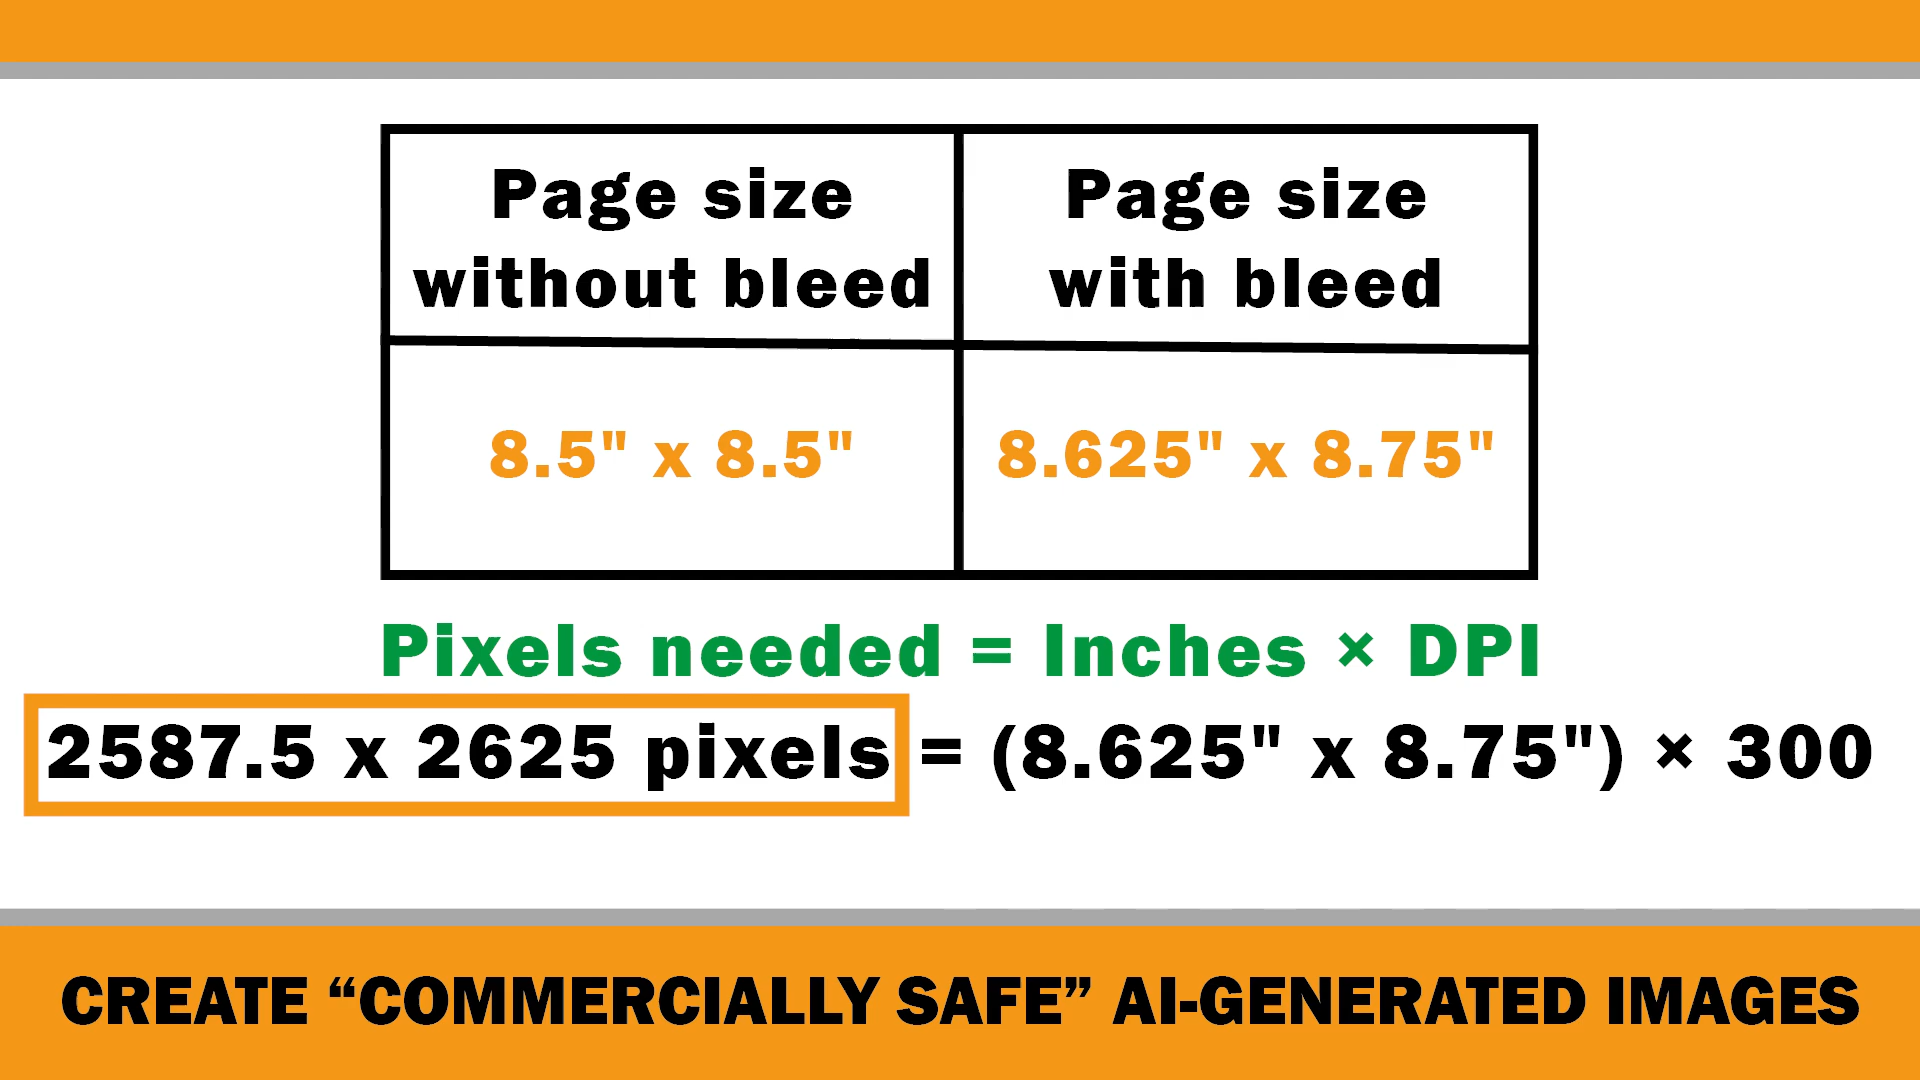 Page size
without bleed
Page size
with bleed
8.5" x 8.5"
8.625" x 8.75"
Pixels needed = Inches × DPI
2587.5 x 2625 pixels = (8.625" x 8.75") × 300
CREATE “COMMERCIALLY SAFE” AI-GENERATED IMAGES